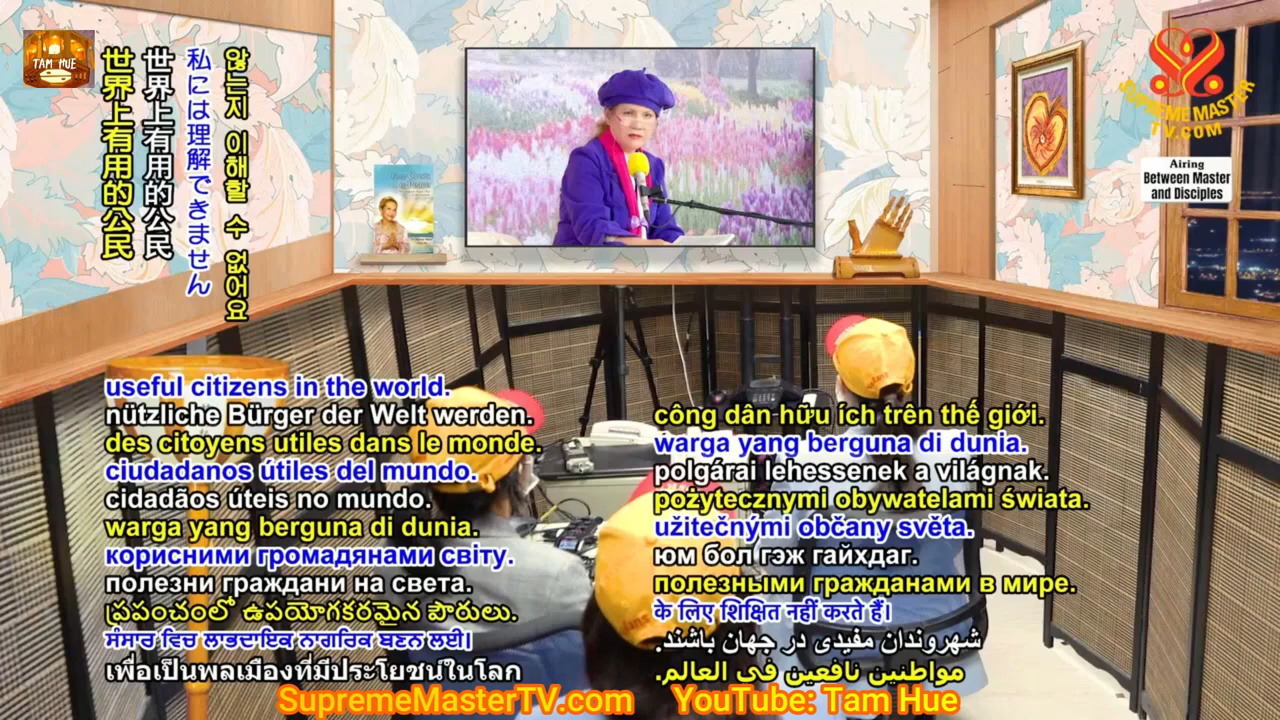 TAM HUE
않는지 이해할 수 없어요
私には理解できません
世界上有用的公民
世界上有用的公民
SUPREME MASTER
TV.COM
Airing
Between Master
and Disciples
useful citizens in the world.
nützliche Bürger der Welt werden.
des citoyens utiles dans le monde.
ciudadanos útiles del mundo.
cidadãos úteis no mundo.
warga yang berguna di dunia.
корисними громадянами світу.
полезни граждани на света.
ప్రపంచంలో ఉపయోగకరమైన పౌరులు.
ਸੰਸਾਰ ਵਿਚ ਲਾਭਦਾਇਕ ਨਾਗਰਿਕ ਬਣਨ ਲਈ।
เพื่อเป็นพลเมืองที่มีประโยชน์ในโลก
công dân hữu ích trên thế giới.
warga yang berguna di dunia.
polgárai lehessenek a világnak.
pożytecznymi obywatelami świata.
užitečnými občany světa.
юм бол гэж гайхдаг.
полезными гражданами в мире.
के लिए शिक्षित नहीं करते हैं।
شهروندان مفیدی در جهان باشند.
مواطنين نافعين في العالم.
SupremeMasterTV.com YouTube: Tam Hue